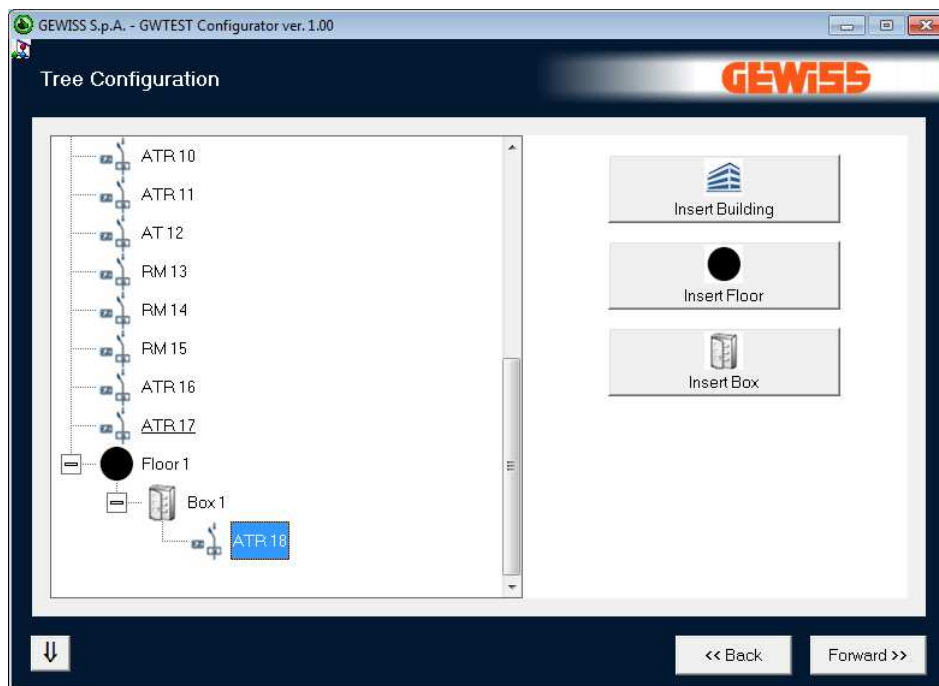 GEWISS S.p.A. - GWTEST Configurator ver. 1.00
Tree Configuration
GEWiSS
ATR 10
ATR 11
AT 12
RM 13
RM 14
RM 15
ATR 16
ATR 17
Floor 1
Box 1
ATR 18
Insert Building
Insert Floor
Insert Box
<< Back
Forward >>